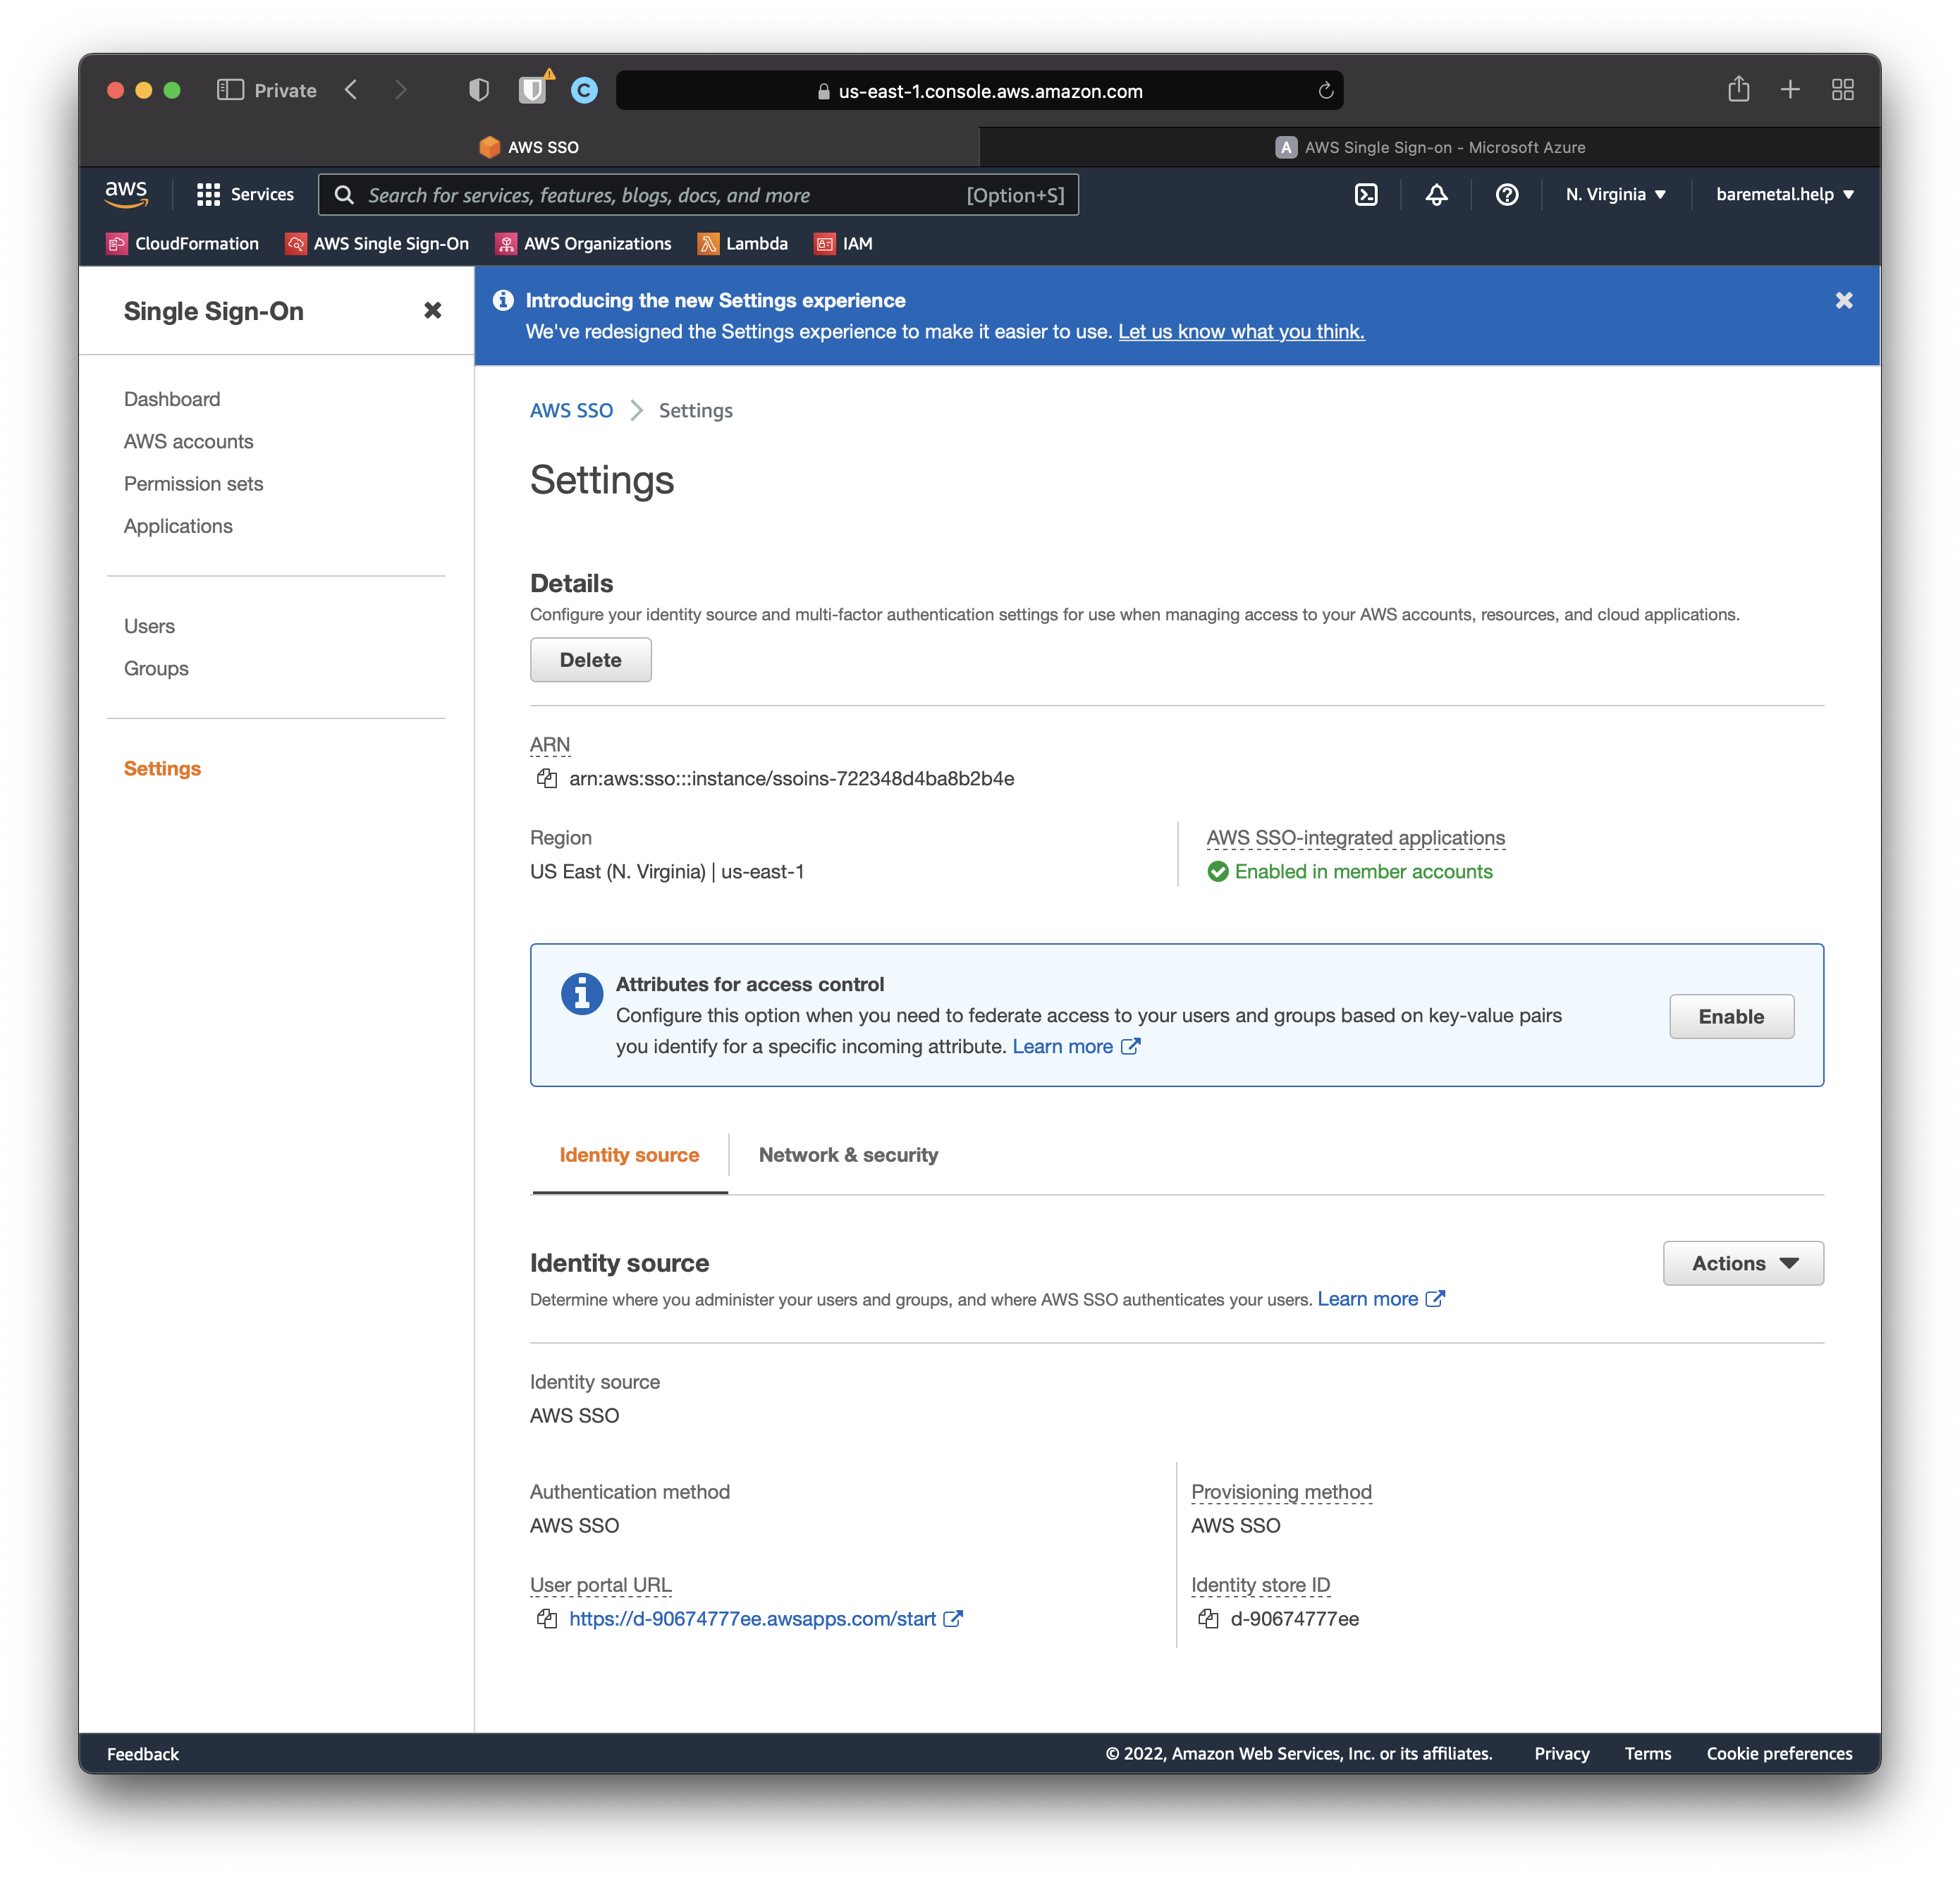 Private
us-east-1.console.aws.amazon.com
AWS SSO
A AWS Single Sign-on - Microsoft Azure
aws Services Search for services, features, blogs, docs, and more [Option+S] N. Virginia baremetal.help
CloudFormation AWS Single Sign-On AWS Organizations Lambda IAM
Single Sign-On
Dashboard
AWS accounts
Permission sets
Applications
Users
Groups
Settings
Introducing the new Settings experience
We've redesigned the Settings experience to make it easier to use. Let us know what you think.
AWS SSO Settings
Settings
Details
Configure your identity source and multi-factor authentication settings for use when managing access to your AWS accounts, resources, and cloud applications.
Delete
ARN
arn:aws:sso:::instance/ssoins-722348d4ba8b2b4e
Region
US East (N. Virginia) | us-east-1
AWS SSO-integrated applications
Enabled in member accounts
Attributes for access control
Configure this option when you need to federate access to your users and groups based on key-value pairs
you identify for a specific incoming attribute. Learn more
Enable
Identity source
Network & security
Identity source
Actions
Determine where you administer your users and groups, and where AWS SSO authenticates your users. Learn more
Identity source
AWS SSO
Authentication method
AWS SSO
Provisioning method
AWS SSO
User portal URL
https://d-90674777ee.awsapps.com/start
Identity store ID
d-90674777ee
Feedback
© 2022, Amazon Web Services, Inc. or its affiliates. Privacy Terms Cookie preferences